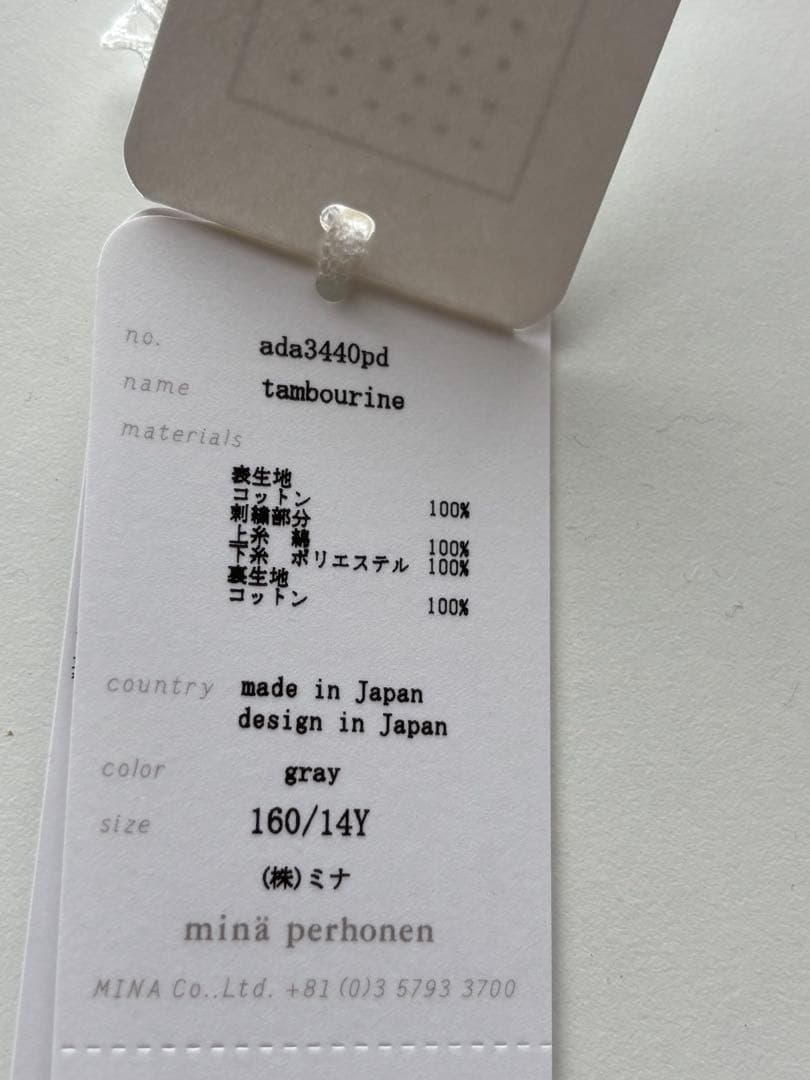 no. ada3440pd
name tambourine
materials
表生地
コットン 100%
刺繍部分
上糸 綿 100%
下糸 ポリエステル 100%
裏生地
コットン 100%
country made in Japan
design in Japan
color gray
size 160/14Y
(株)ミナ
minä perhonen
MINA Co.,Ltd. +81(0)3 5793 3700